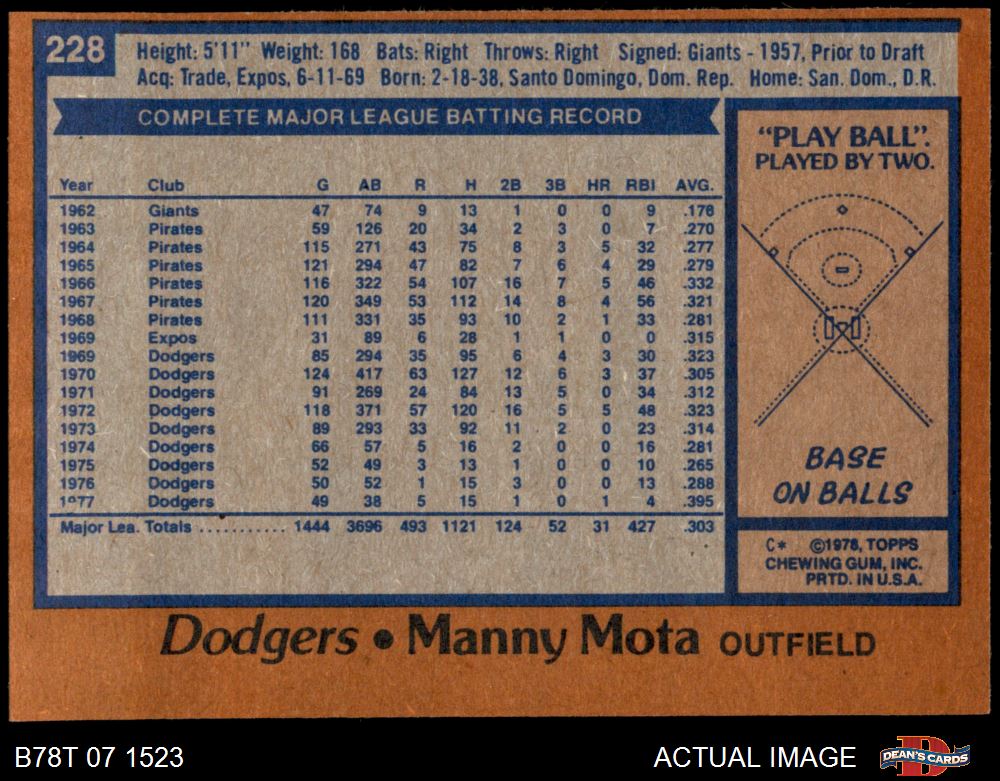 228
Height: 5'11" Weight: 168 Bats: Right Throws: Right Signed: Giants - 1957, Prior to Draft
Acq: Trade, Expos, 6-11-69 Born: 2-18-38, Santo Domingo, Dom. Rep. Home: San. Dom., D.R.
COMPLETE MAJOR LEAGUE BATTING RECORD
Year Club G AB R H 2B 3B HR RBI AVG.
1962 Giants 47 74 9 13 1 0 0 9 .176
1963 Pirates 59 126 20 34 2 3 0 7 .270
1964 Pirates 115 271 43 75 8 3 5 32 .277
1965 Pirates 121 294 47 82 7 6 4 29 .279
1966 Pirates 116 322 54 107 16 7 5 46 .332
1967 Pirates 120 349 53 112 14 8 4 56 .321
1968 Pirates 111 331 35 93 10 2 1 33 .281
1969 Expos 31 89 6 28 1 1 0 0 .315
1969 Dodgers 85 294 35 95 6 4 3 30 .323
1970 Dodgers 124 417 63 127 12 6 3 37 .305
1971 Dodgers 91 269 24 84 13 5 0 34 .312
1972 Dodgers 118 371 57 120 16 5 5 48 .323
1973 Dodgers 89 293 33 92 11 2 0 23 .314
1974 Dodgers 66 57 5 16 2 0 0 16 .281
1975 Dodgers 52 49 3 13 1 0 0 10 .265
1976 Dodgers 50 52 1 15 3 0 0 13 .288
1977 Dodgers 49 38 5 15 1 0 1 4 .395
Major Lea. Totals ........... 1444 3696 493 1121 124 52 31 427 .303
"PLAY BALL".
PLAYED BY TWO.
BASE
ON BALLS
C* ©1978, TOPPS
CHEWING GUM, INC.
PRTD. IN U.S.A.
Dodgers • Manny Mota OUTFIELD
B78T 07 1523
ACTUAL IMAGE
D
DEAN'S CARDS